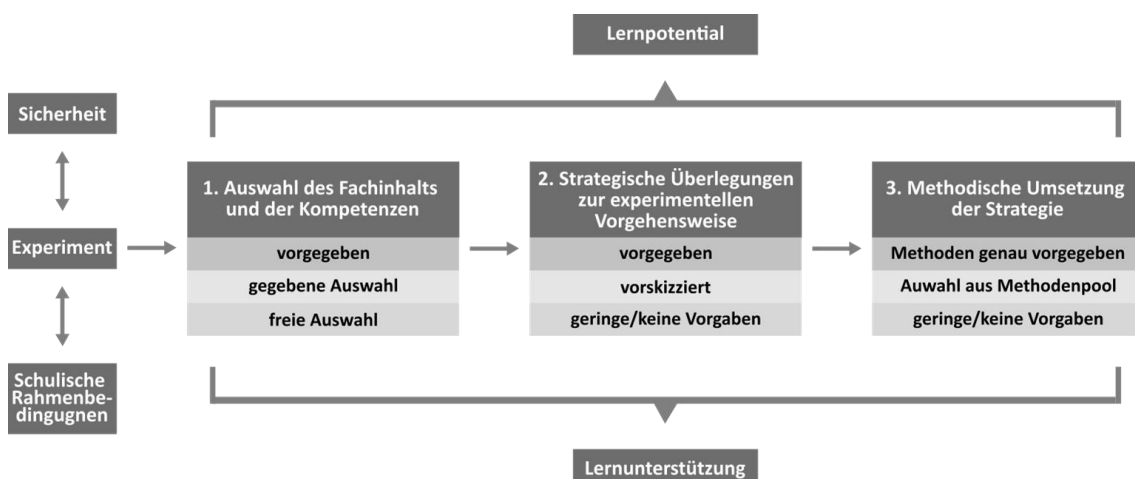 Lernpotential
Sicherheit
Experiment
Schulische
Rahmenbe-
dingugnen
1. Auswahl des Fachinhalts
und der Kompetenzen
vorgegeben
gegebene Auswahl
freie Auswahl
2. Strategische Überlegungen
zur experimentellen
Vorgehensweise
vorgegeben
vorskizziert
geringe/keine Vorgaben
3. Methodische Umsetzung
der Strategie
Methoden genau vorgegeben
Auwahl aus Methodenpool
geringe/keine Vorgaben
Lernunterstützung